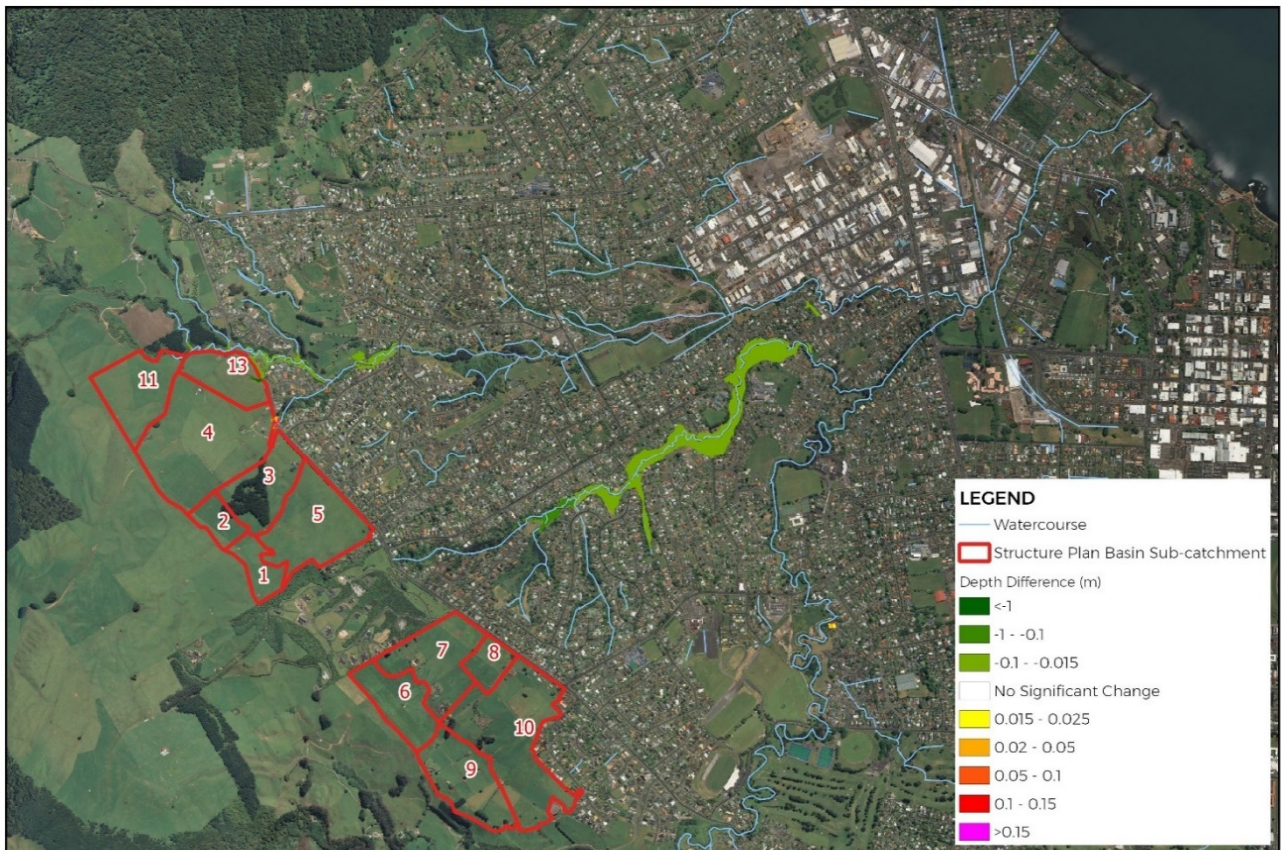 13
11
4
3
2
5
1
7
8
6
10
9
LEGEND
Watercourse
Structure Plan Basin Sub-catchment
Depth Difference (m)
<-1
-1 - -0.1
-0.1 - -0.015
No Significant Change
0.015 - 0.025
0.02 - 0.05
0.05 - 0.1
0.1 - 0.15
>0.15